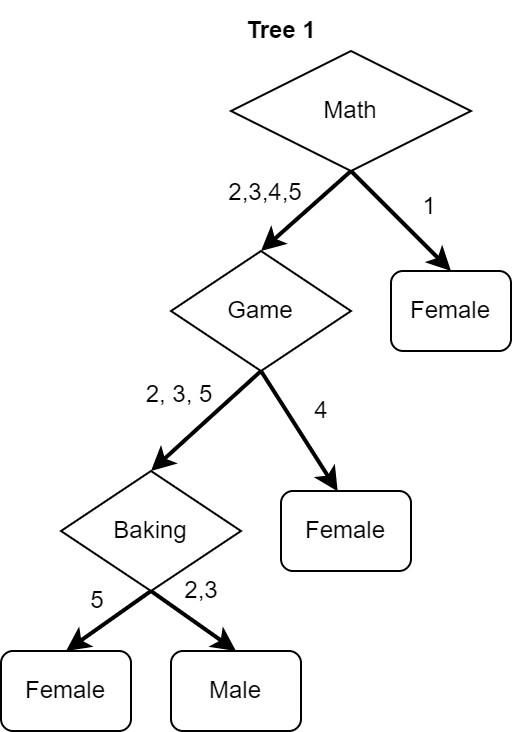 Tree 1
Math
2,3,4,5
1
Game
Female
2, 3, 5
4
Baking
Female
5
2,3
Female
Male